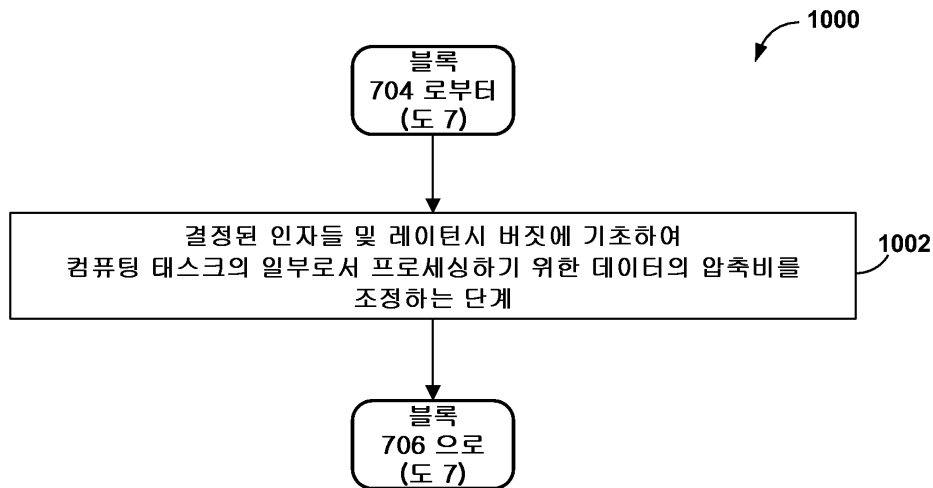 1000
블록
704 로부터
(도 7)
결정된 인자들 및 레이턴시 버짓에 기초하여
컴퓨팅 태스크의 일부로서 프로세싱하기 위한 데이터의 압축비를
조정하는 단계
1002
블록
706 으로
(도 7)